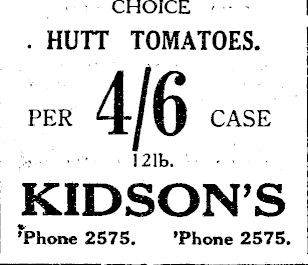 CHOICE
HUTT TOMATOES.
PER 4/6 CASE
12lb.
KIDSON'S
'Phone 2575. 'Phone 2575.